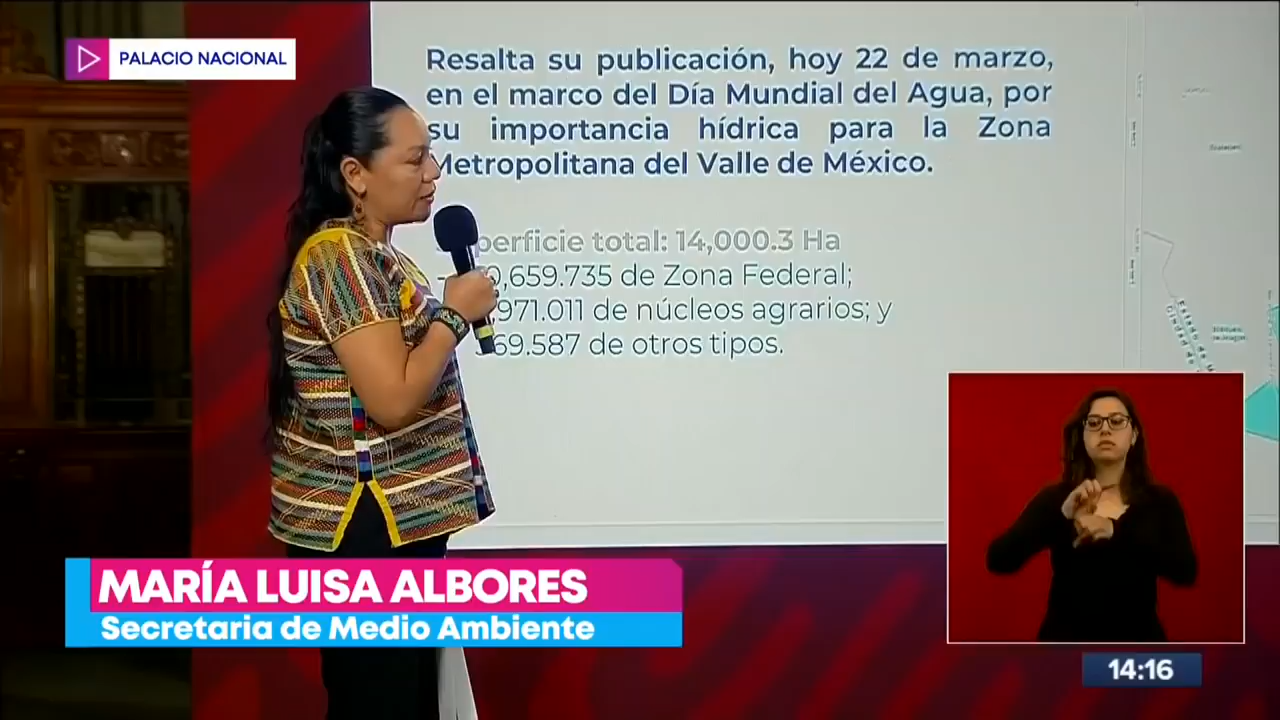 PALACIO NACIONAL
Resalta su publicación, hoy 22 de marzo,
en el marco del Día Mundial del Agua, por
su importancia hídrica para la Zona
Metropolitana del Valle de México.
perficie total: 14,000.3 Ha
0,659.735 de Zona Federal;
,971.011 de núcleos agrarios; y
369.587 de otros tipos.
MARÍA LUISA ALBORES
Secretaria de Medio Ambiente
14:16